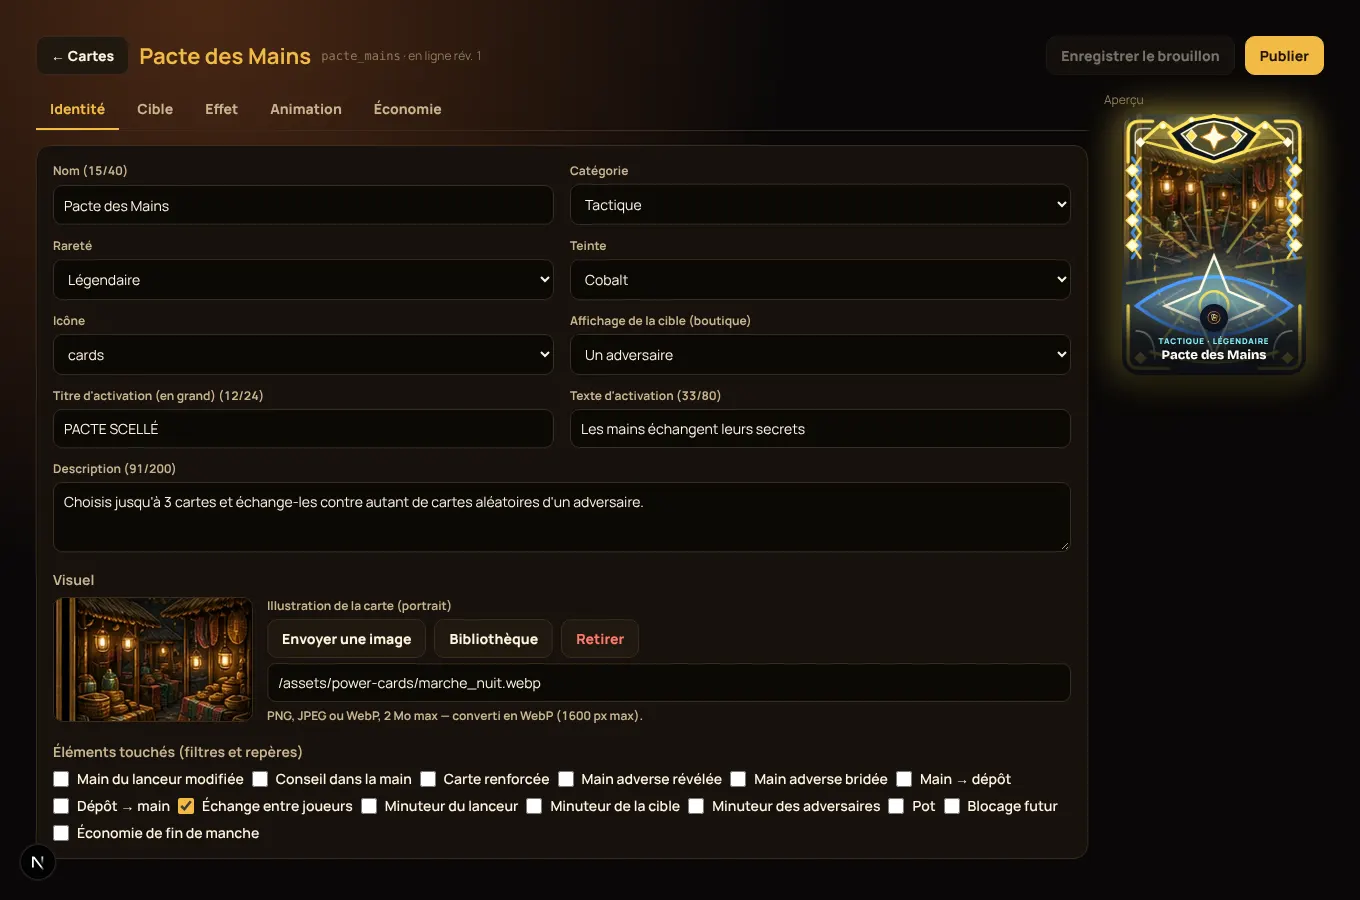 ← Cartes
Pacte des Mains
pacte_mains · en ligne rév. 1
Enregistrer le brouillon
Publier
Identité
Cible
Effet
Animation
Économie
Aperçu
Nom (15/40)
Catégorie
Pacte des Mains
Tactique
Rareté
Teinte
Légendaire
Cobalt
Icône
Affichage de la cible (boutique)
cards
Un adversaire
Titre d'activation (en grand) (12/24)
Texte d'activation (33/80)
PACTE SCELLÉ
Les mains échangent leurs secrets
Description (91/200)
Choisis jusqu'à 3 cartes et échange-les contre autant de cartes aléatoires d'un adversaire.
TACTIQUE · LÉGENDAIRE
Pacte des Mains
Visuel
Illustration de la carte (portrait)
Envoyer une image
Bibliothèque
Retirer
/assets/power-cards/marche_nuit.webp
PNG, JPEG ou WebP, 2 Mo max — converti en WebP (1600 px max).
Éléments touchés (filtres et repères)
Main du lanceur modifiée Conseil dans la main Carte renforcée Main adverse révélée Main adverse bridée Main → dépôt
Dépôt → main Échange entre joueurs Minuteur du lanceur Minuteur de la cible Minuteur des adversaires Pot Blocage futur
Économie de fin de manche
N